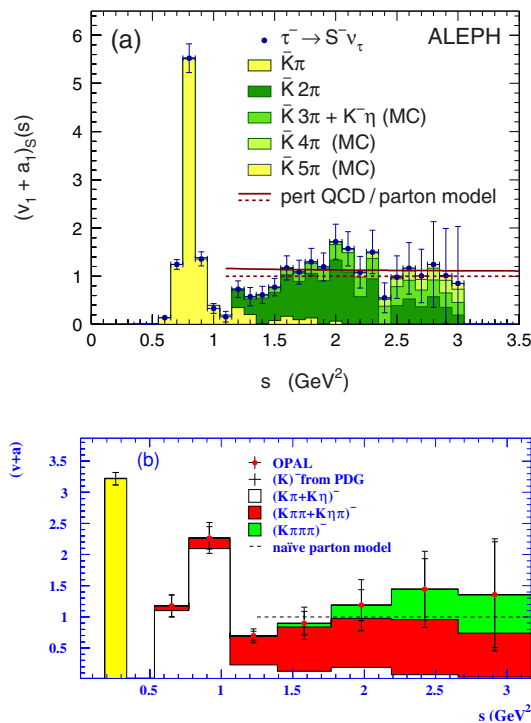 (a)
τ⁻ → S⁻ν_τ
ALEPH
K̄π
K̄ 2π
K̄ 3π + K⁻η (MC)
K̄ 4π (MC)
K̄ 5π (MC)
pert QCD / parton model
(v₁ + a₁)_S(s)
6
5
4
3
2
1
0
0 0.5 1 1.5 2 2.5 3 3.5
s (GeV²)
(b)
(v+a)
OPAL
(K)⁻ from PDG
(Kπ+Kη)⁻
(Kππ+Kηπ)⁻
(Kπππ)⁻
naïve parton model
3.5
3
2.5
2
1.5
1
0.5
0.5 1 1.5 2 2.5 3
s (GeV²